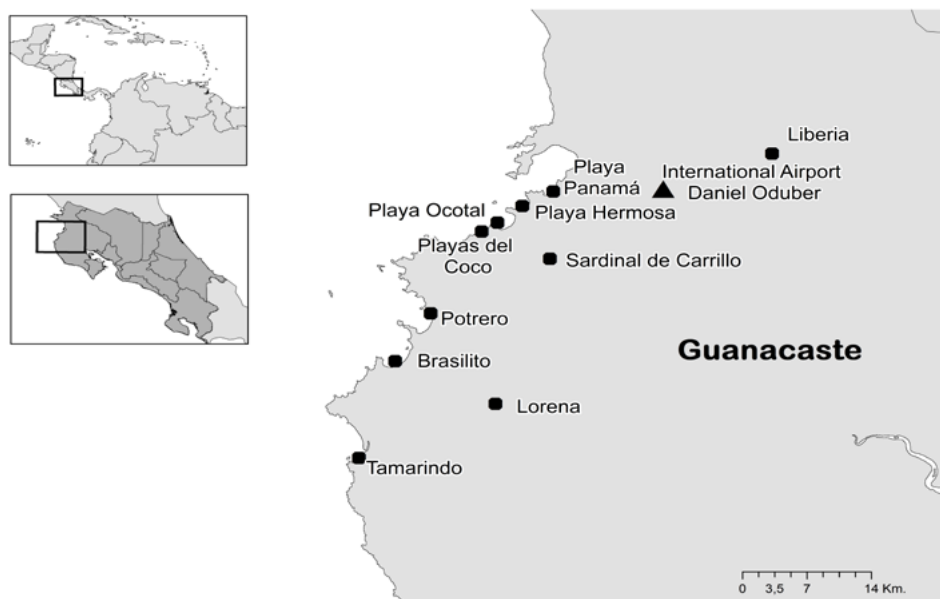 Liberia
International Airport
Daniel Oduber
Playa
Panamá
Playa Hermosa
Playa Ocotal
Playas del
Coco
Sardinal de Carrillo
Potrero
Guanacaste
Brasilito
Lorena
Tamarindo
0 3,5 7 14 Km.